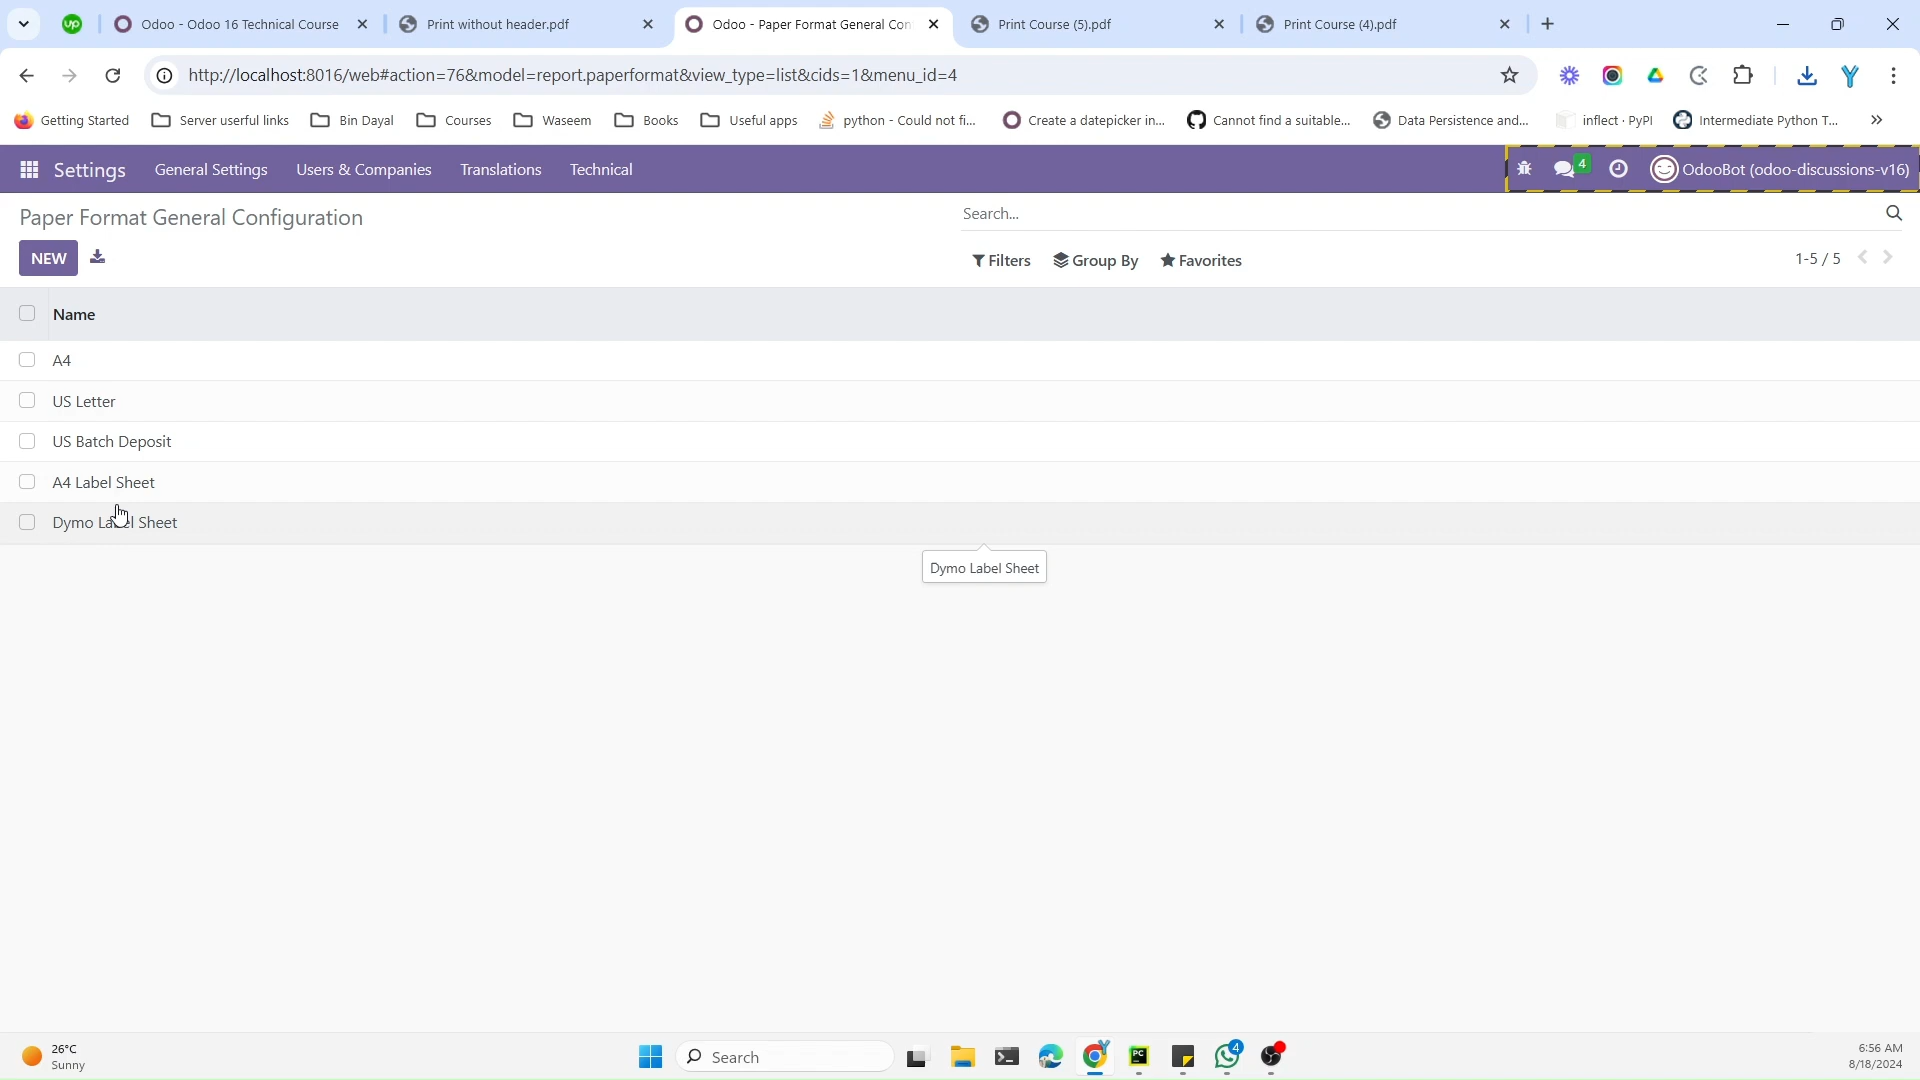 Odoo - Odoo 16 Technical Course
Print without header.pdf
Odoo - Paper Format General Con
Print Course (5).pdf
Print Course (4).pdf
http://localhost:8016/web#action=76&model=report.paperformat&view_type=list&cids=1&menu_id=4
Getting Started
Server userful links
Bin Dayal
Courses
Waseem
Books
Useful apps
python - Could not fi...
Create a datepicker in...
Cannot find a suitable...
Data Persistence and...
inflect · PyPI
Intermediate Python T...
Settings
General Settings
Users & Companies
Translations
Technical
4
OdooBot (odoo-discussions-v16)
Paper Format General Configuration
Search...
NEW
Filters
Group By
Favorites
1-5 / 5
Name
A4
US Letter
US Batch Deposit
A4 Label Sheet
Dymo Label Sheet
Dymo Label Sheet
26°C
Sunny
Search
PC
4
6:56 AM
8/18/2024